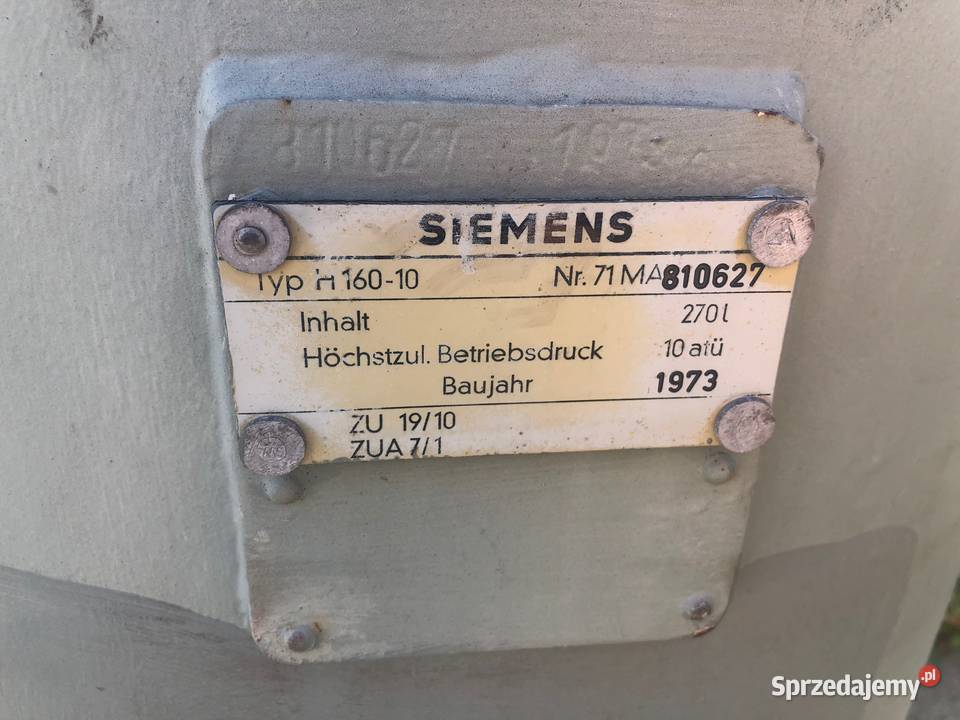 810627 1973
SIEMENS
Typ H 160-10 Nr. 71 MA 810627
Inhalt 270 l
Höchstzul. Betriebsdruck 10 atü
Baujahr 1973
ZU 19/10
ZUA 7/1
Sprzedajemy.pl